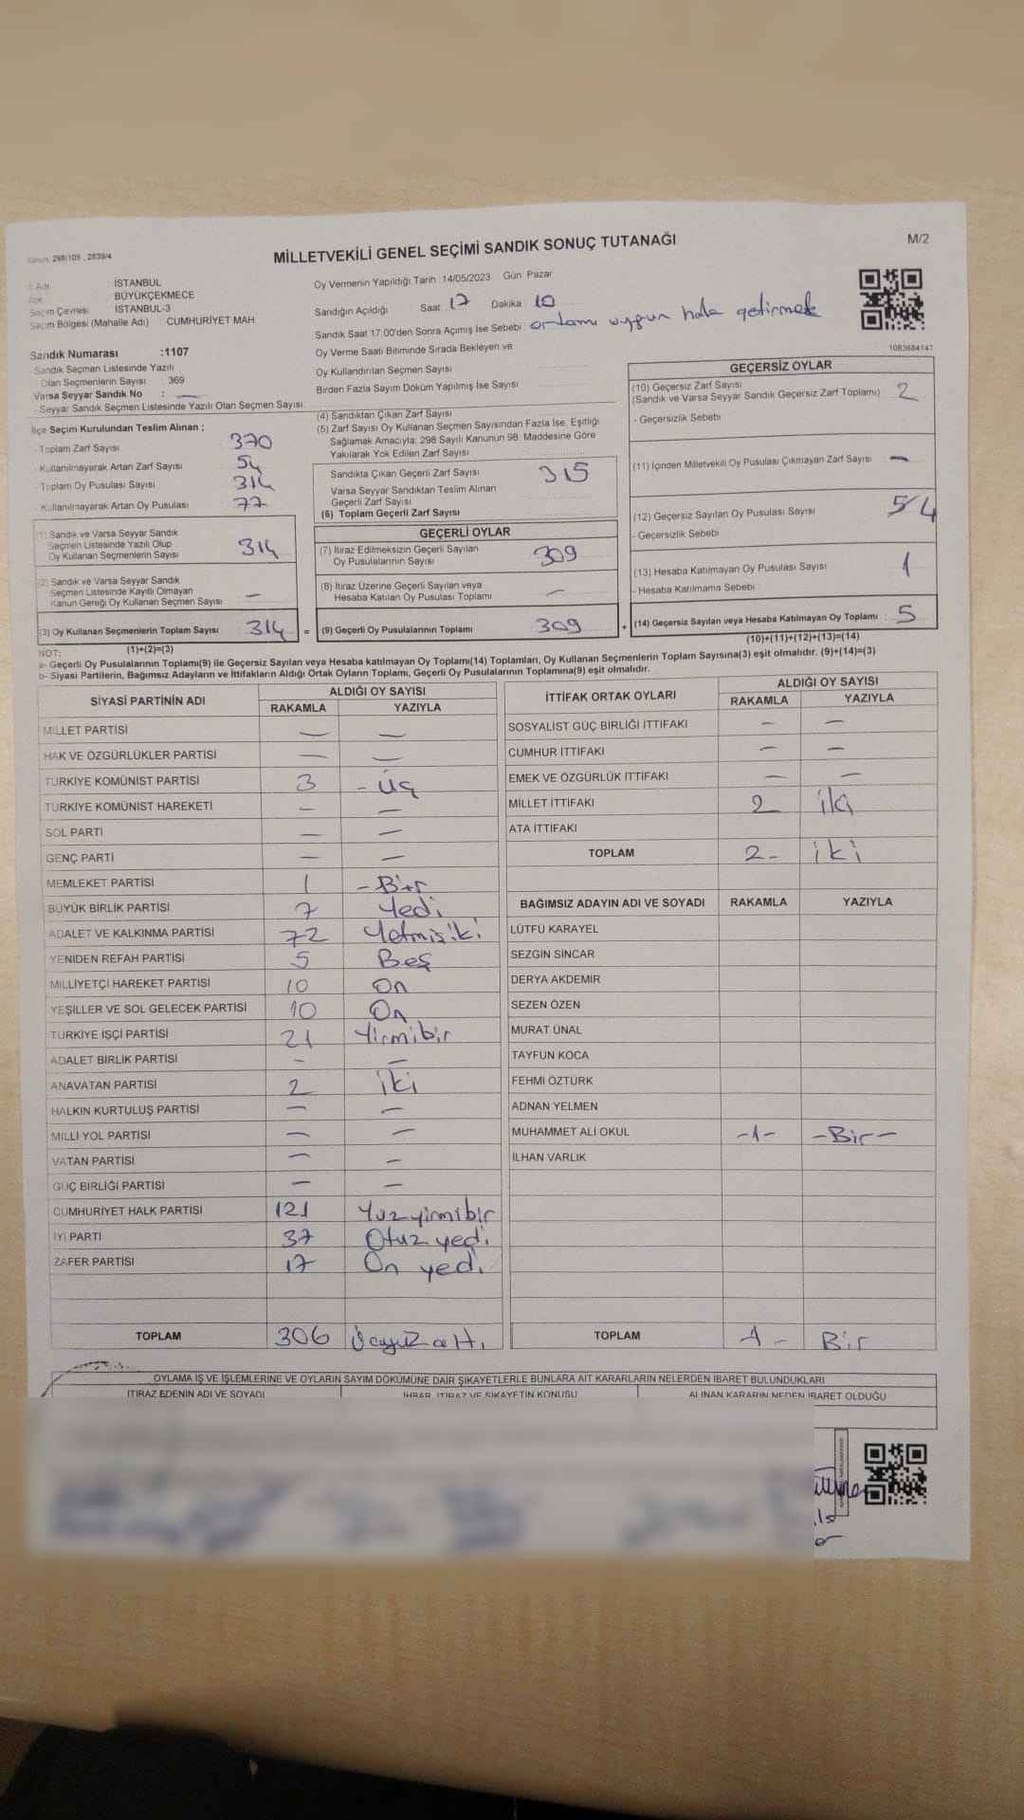 298/105 , 2839/4
MİLLETVEKİLİ GENEL SEÇİMİ SANDIK SONUÇ TUTANAĞI
M/2
İl Adı : İSTANBUL
İlçe : BÜYÜKÇEKMECE
Seçim Çevresi : İSTANBUL-3
Seçim Bölgesi (Mahalle Adı) : CUMHURİYET MAH.
Oy Vermenin Yapıldığı Tarih :14/05/2023 Gün Pazar
Sandığın Açıldığı Saat 17 Dakika 10
Sandık Saat 17:00'den Sonra Açımış İse Sebebi ortamı uygun hale getirmek
1083684147
Sandık Numarası :1107
Sandık Seçmen Listesinde Yazılı
Olan Seçmenlerin Sayısı : 369
Varsa Seyyar Sandık No : —
Seyyar Sandık Seçmen Listesinde Yazılı Olan Seçmen Sayısı
Oy Verme Saati Bitiminde Sırada Bekleyen ve
Oy Kullandırılan Seçmen Sayısı
Birden Fazla Sayım Döküm Yapılmış İse Sayısı
İlçe Seçim Kurulundan Teslim Alınan ;
Toplam Zarf Sayısı 370
Kullanılmayarak Artan Zarf Sayısı 54
Toplam Oy Pusulası Sayısı 314
Kullanılmayarak Artan Oy Pusulası 77
(4) Sandıktan Çıkan Zarf Sayısı
(5) Zarf Sayısı Oy Kullanan Seçmen Sayısından Fazla İse, Eşitliği
Sağlamak Amacıyla; 298 Sayılı Kanunun 98. Maddesine Göre
Yakılarak Yok Edilen Zarf Sayısı
Sandıkta Çıkan Geçerli Zarf Sayısı 315
Varsa Seyyar Sandıktan Teslim Alınan
Geçerli Zarf Sayısı
(6) Toplam Geçerli Zarf Sayısı
GEÇERSİZ OYLAR
(10) Geçersiz Zarf Sayısı
(Sandık ve Varsa Seyyar Sandık Geçersiz Zarf Toplamı) 2
- Geçersizlik Sebebi
(11) İçinden Milletvekili Oy Pusulası Çıkmayan Zarf Sayısı —
(12) Geçersiz Sayılan Oy Pusulası Sayısı
- Geçersizlik Sebebi
(13) Hesaba Katılmayan Oy Pusulası Sayısı 1
- Hesaba Katılmama Sebebi
(14) Geçersiz Sayılan veya Hesaba Katılmayan Oy Toplamı 5
(10)+(11)+(12)+(13)=(14)
(1) Sandık ve Varsa Seyyar Sandık
Seçmen Listesinde Yazılı Olup
Oy Kullanan Seçmenlerin Sayısı 314
(2) Sandık ve Varsa Seyyar Sandık
Seçmen Listesinde Kayıtlı Olmayan
Kanun Gereği Oy Kullanan Seçmen Sayısı —
(3) Oy Kullanan Seçmenlerin Toplam Sayısı 314 =
(1)+(2)=(3)
GEÇERLİ OYLAR
(7) İtiraz Edilmeksizin Geçerli Sayılan
Oy Pusulalarının Sayısı 309
(8) İtiraz Üzerine Geçerli Sayılan veya
Hesaba Katılan Oy Pusulası Toplamı —
(9) Geçerli Oy Pusulalarının Toplamı 309 +
NOT:
a- Geçerli Oy Pusulalarının Toplamı(9) ile Geçersiz Sayılan veya Hesaba katılmayan Oy Toplamı(14) Toplamları, Oy Kullanan Seçmenlerin Toplam Sayısına(3) eşit olmalıdır. (9)+(14)=(3)
b- Siyasi Partilerin, Bağımsız Adayların ve İttifakların Aldığı Ortak Oyların Toplamı, Geçerli Oy Pusulalarının Toplamına(9) eşit olmalıdır.
SİYASİ PARTİNİN ADI ALDIĞI OY SAYISI
RAKAMLA YAZIYLA
MİLLET PARTİSİ — —
HAK VE ÖZGÜRLÜKLER PARTİSİ — —
TÜRKİYE KOMÜNİST PARTİSİ 3 - Üç
TÜRKİYE KOMÜNİST HAREKETİ — —
SOL PARTİ — —
GENÇ PARTİ — —
MEMLEKET PARTİSİ 1 - Bir
BÜYÜK BİRLİK PARTİSİ 7 Yedi
ADALET VE KALKINMA PARTİSİ 72 Yetmişiki
YENİDEN REFAH PARTİSİ 5 Beş
MİLLİYETÇİ HAREKET PARTİSİ 10 On
YEŞİLLER VE SOL GELECEK PARTİSİ 10 On
TÜRKİYE İŞÇİ PARTİSİ 21 Yirmibir
ADALET BİRLİK PARTİSİ — —
ANAVATAN PARTİSİ 2 iki
HALKIN KURTULUŞ PARTİSİ — —
MİLLİ YOL PARTİSİ — —
VATAN PARTİSİ — —
GÜÇ BİRLİĞİ PARTİSİ — —
CUMHURİYET HALK PARTİSİ 121 Yüzyirmibir
İYİ PARTİ 37 Otuz yedi
ZAFER PARTİSİ 17 On yedi
TOPLAM 306 Üçyüz altı
İTTİFAK ORTAK OYLARI ALDIĞI OY SAYISI
RAKAMLA YAZIYLA
SOSYALİST GÜÇ BİRLİĞİ İTTİFAKI — —
CUMHUR İTTİFAKI — —
EMEK VE ÖZGÜRLÜK İTTİFAKI — —
MİLLET İTTİFAKI 2 iki
ATA İTTİFAKI
TOPLAM 2- iki
BAĞIMSIZ ADAYIN ADI VE SOYADI RAKAMLA YAZIYLA
LÜTFÜ KARAYEL
SEZGİN SİNCAR
DERYA AKDEMİR
SEZEN ÖZEN
MURAT ÜNAL
TAYFUN KOCA
FEHMİ ÖZTÜRK
ADNAN YELMEN
MUHAMMET ALİ OKUL -1- -Bir-
İLHAN VARLIK
TOPLAM 1- Bir
OYLAMA İŞ VE İŞLEMLERİNE VE OYLARIN SAYIM DÖKÜMÜNE DAİR ŞİKAYETLERLE BUNLARA AİT KARARLARIN NELERDEN İBARET BULUNDUKLARI
İTİRAZ EDENİN ADI VE SOYADI İHBAR, İTİRAZ VE ŞİKAYETİN KONUSU ALINAN KARARIN NEDEN İBARET OLDUĞU